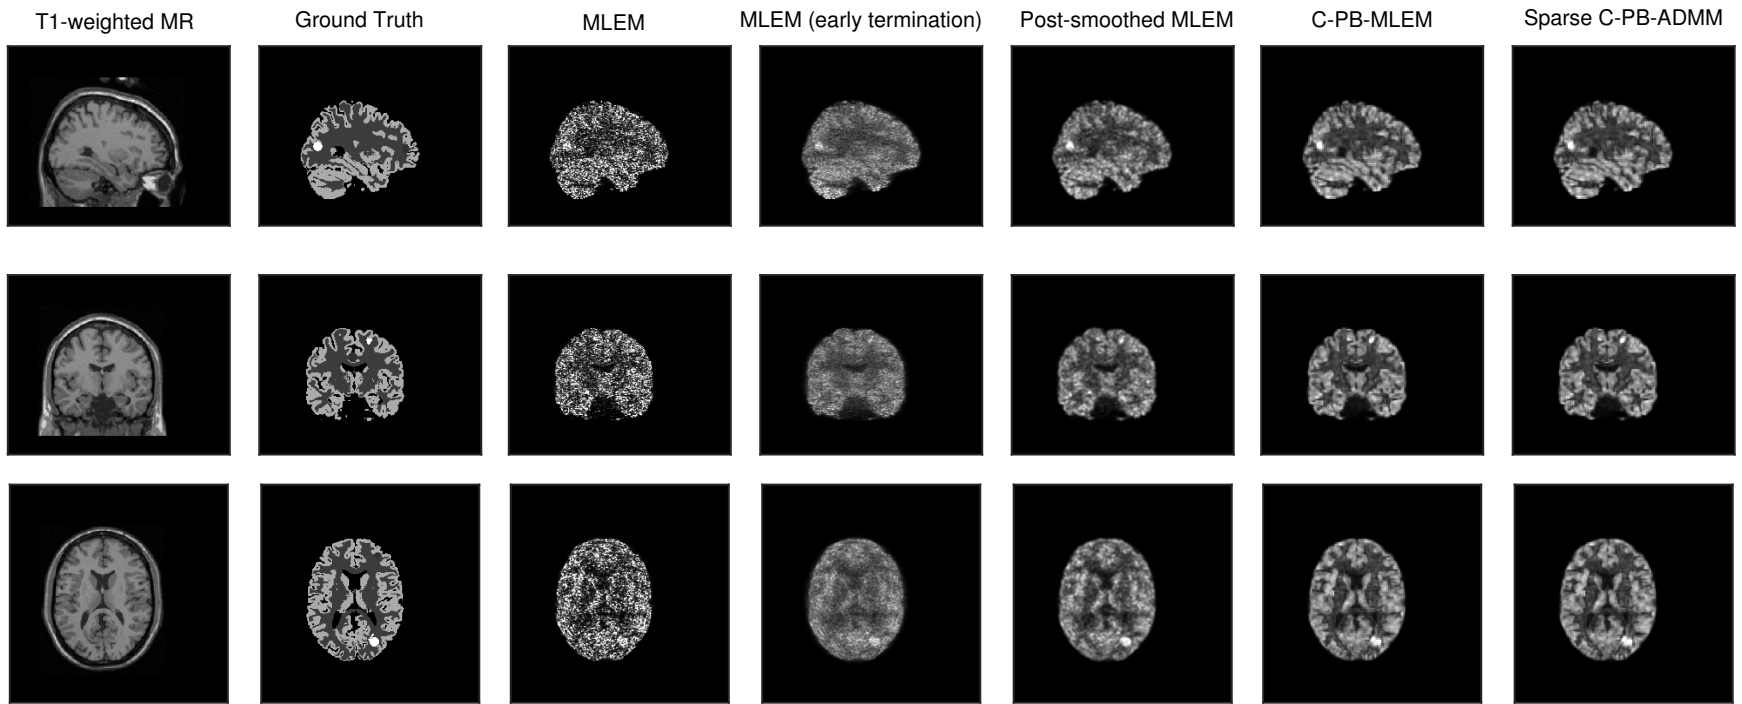 T1-weighted MR
Ground Truth
MLEM
MLEM (early termination)
Post-smoothed MLEM
C-PB-MLEM
Sparse C-PB-ADMM